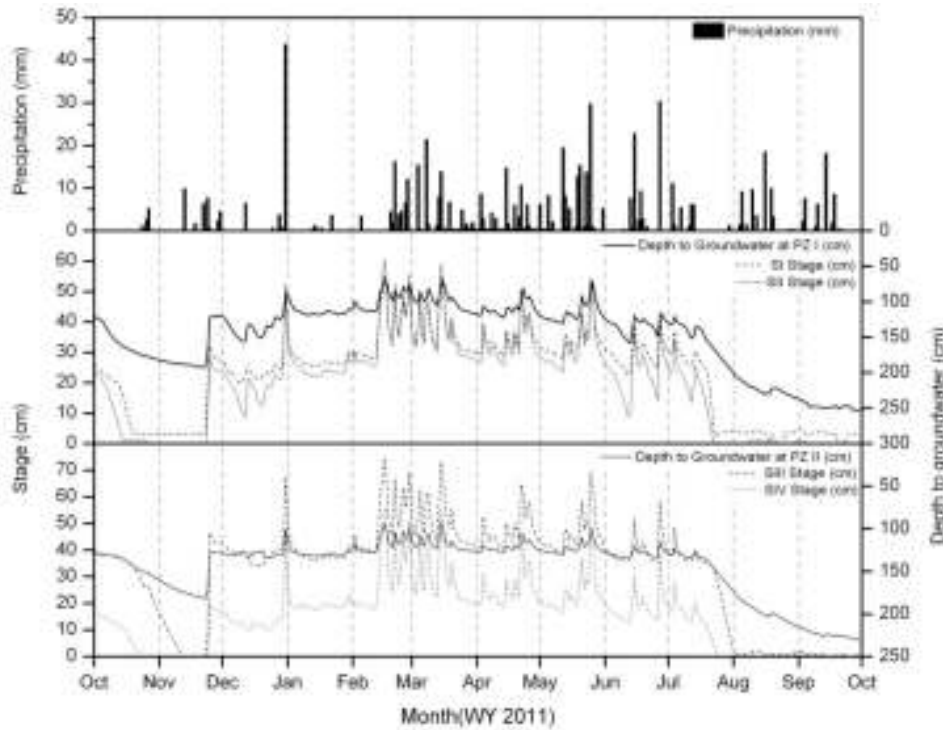 50
40
30
20
10
0
Precipitation (mm)
Precipitation (mm)
0
Depth to Groundwater at PZ I (cm)
SI Stage (cm)
SII Stage (cm)
60
50
40
30
20
10
0
50
100
150
200
250
300
Depth to Groundwater at PZ II (cm)
SIII Stage (cm)
SIV Stage (cm)
70
60
50
40
30
20
10
0
50
100
150
200
250
Stage (cm)
Depth to groundwater (cm)
Oct Nov Dec Jan Feb Mar Apr May Jun Jul Aug Sep Oct
Month(WY 2011)